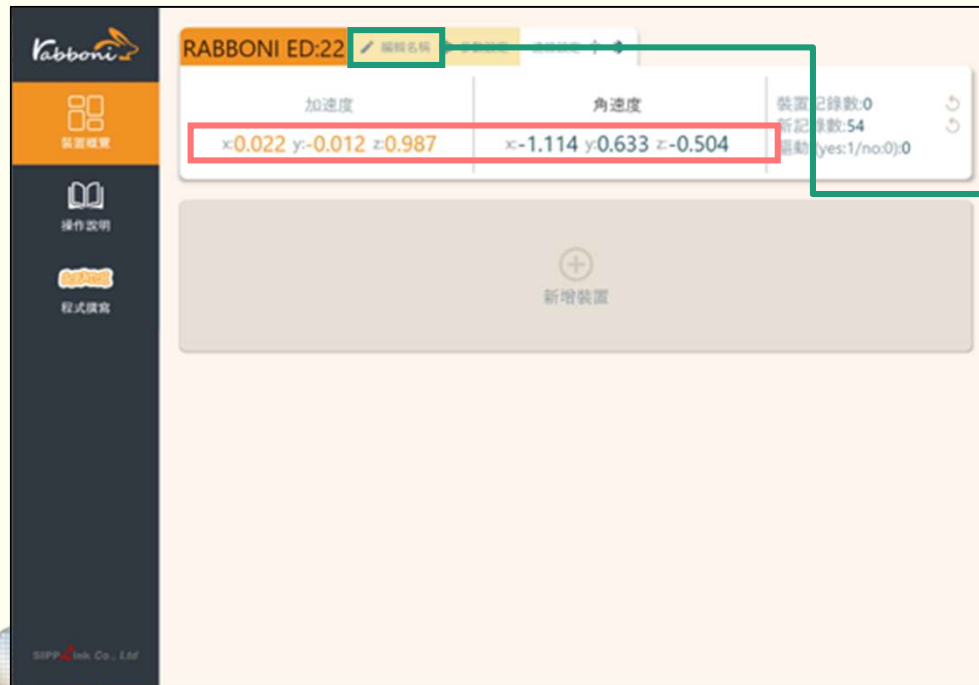 rabboni
RABBONI ED:22 編輯名稱
裝置概覽
操作說明
程式撰寫
加速度
x:0.022 y:-0.012 z:0.987
角速度
x:-1.114 y:0.633 z:-0.504
裝置記錄數:0
新記錄數:54
(yes:1/no:0):0
新增裝置
SIPPLink Co., Ltd